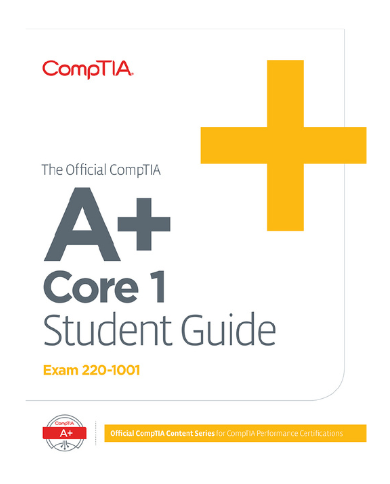 CompTIA.
The Official CompTIA
A+
Core 1
Student Guide
Exam 220-1001
CompTIA
A+
Official CompTIA Content Series for CompTIA Performance Certifications